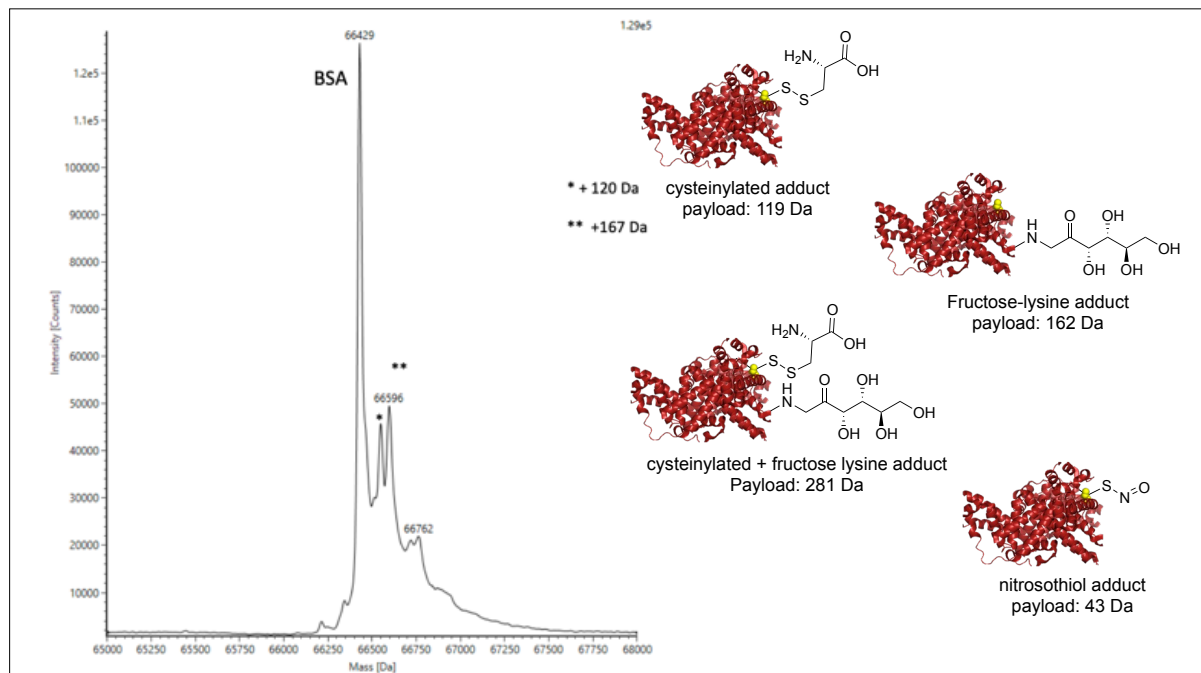 66429
1.29e5
1.2e5
BSA
1.1e5
100000
90000
80000
70000
60000
50000
40000
30000
20000
10000
Intensity [Counts]
**
66596
*
66762
65000 65250 65500 65750 66000 66250 66500 66750 67000 67250 67500 67750 68000
Mass [Da]
* + 120 Da
** +167 Da
H2N
O
OH
S
S
cysteinylated adduct
payload: 119 Da
H
N
O
OH
OH
OH
OH
OH
Fructose-lysine adduct
payload: 162 Da
H2N
O
OH
S
S
H
N
O
OH
OH
OH
OH
OH
cysteinylated + fructose lysine adduct
Payload: 281 Da
S
N
O
nitrosothiol adduct
payload: 43 Da